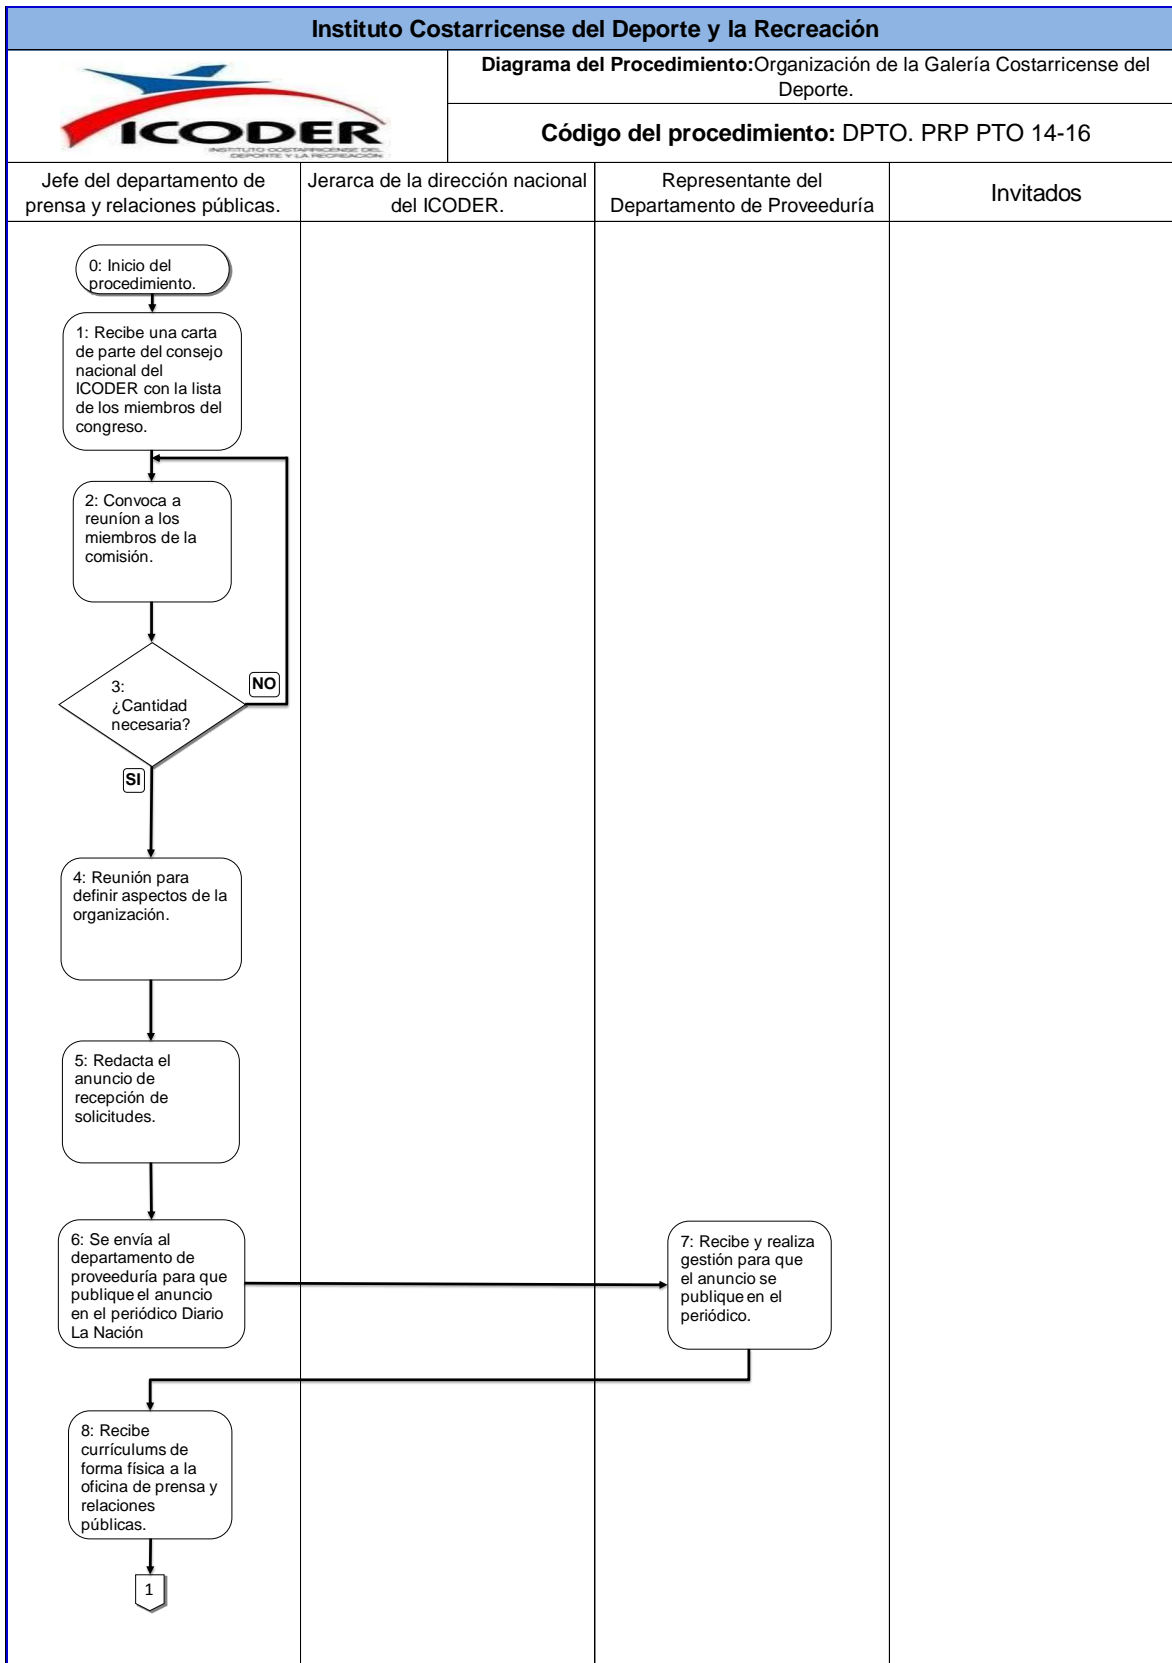 Instituto Costarricense del Deporte y la Recreación
ICODER
INSTITUTO COSTARRICENSE DEL
DEPORTE Y LA RECREACIÓN
Diagrama del Procedimiento:Organización de la Galería Costarricense del
Deporte.
Código del procedimiento: DPTO. PRP PTO 14-16
Jefe del departamento de
prensa y relaciones públicas.
Jerarca de la dirección nacional
del ICODER.
Representante del
Departamento de Proveeduría
Invitados
0: Inicio del
procedimiento.
1: Recibe una carta
de parte del consejo
nacional del
ICODER con la lista
de los miembros del
congreso.
2: Convoca a
reuníon a los
miembros de la
comisión.
3:
¿Cantidad
necesaria?
NO
SI
4: Reunión para
definir aspectos de la
organización.
5: Redacta el
anuncio de
recepción de
solicitudes.
6: Se envía al
departamento de
proveeduría para que
publique el anuncio
en el periódico Diario
La Nación
7: Recibe y realiza
gestión para que
el anuncio se
publique en el
periódico.
8: Recibe
currículums de
forma física a la
oficina de prensa y
relaciones
públicas.
1